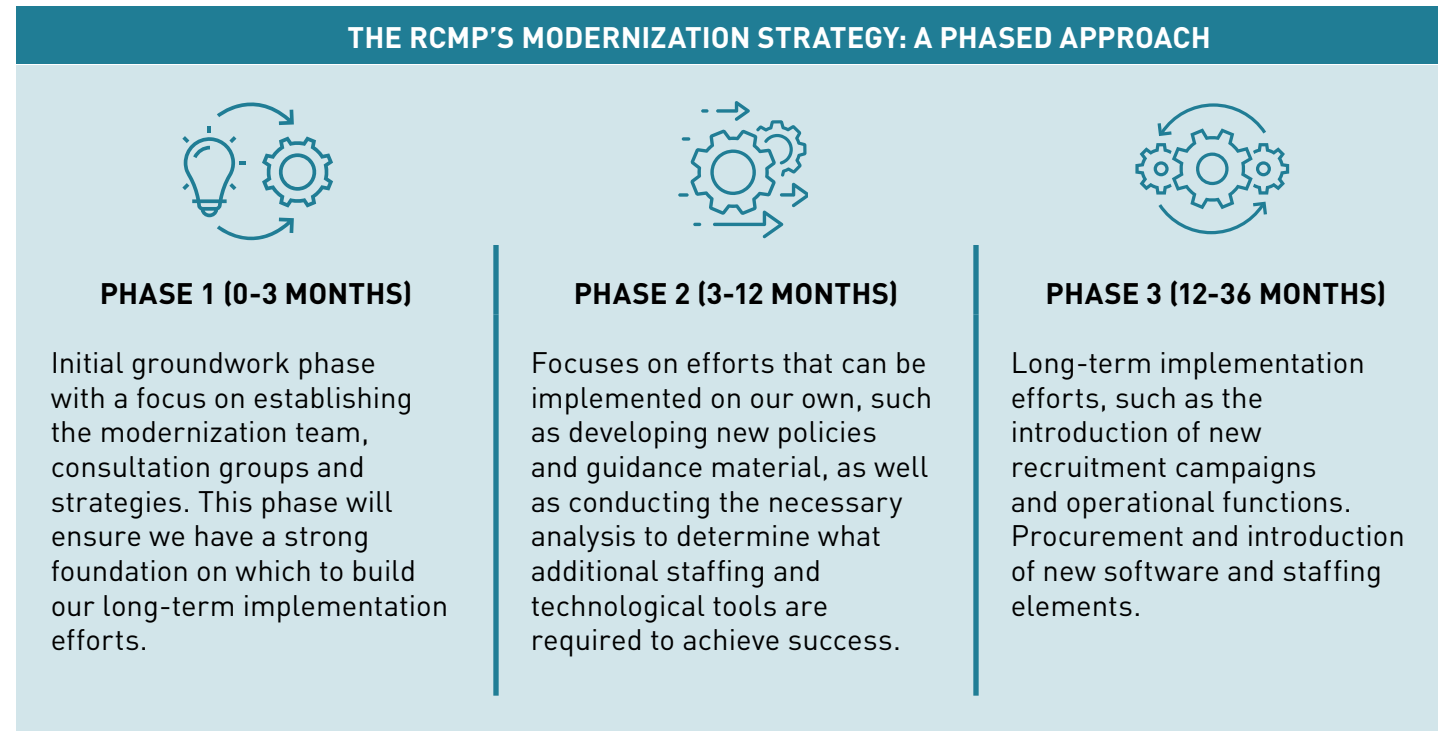 THE RCMP'S MODERNIZATION STRATEGY: A PHASED APPROACH
PHASE 1 (0-3 MONTHS)
Initial groundwork phase
with a focus on establishing
the modernization team,
consultation groups and
strategies. This phase will
ensure we have a strong
foundation on which to build
our long-term implementation
efforts.
PHASE 2 (3-12 MONTHS)
Focuses on efforts that can be
implemented on our own, such
as developing new policies
and guidance material, as well
as conducting the necessary
analysis to determine what
additional staffing and
technological tools are
required to achieve success.
PHASE 3 (12-36 MONTHS)
Long-term implementation
efforts, such as the
introduction of new
recruitment campaigns
and operational functions.
Procurement and introduction
of new software and staffing
elements.